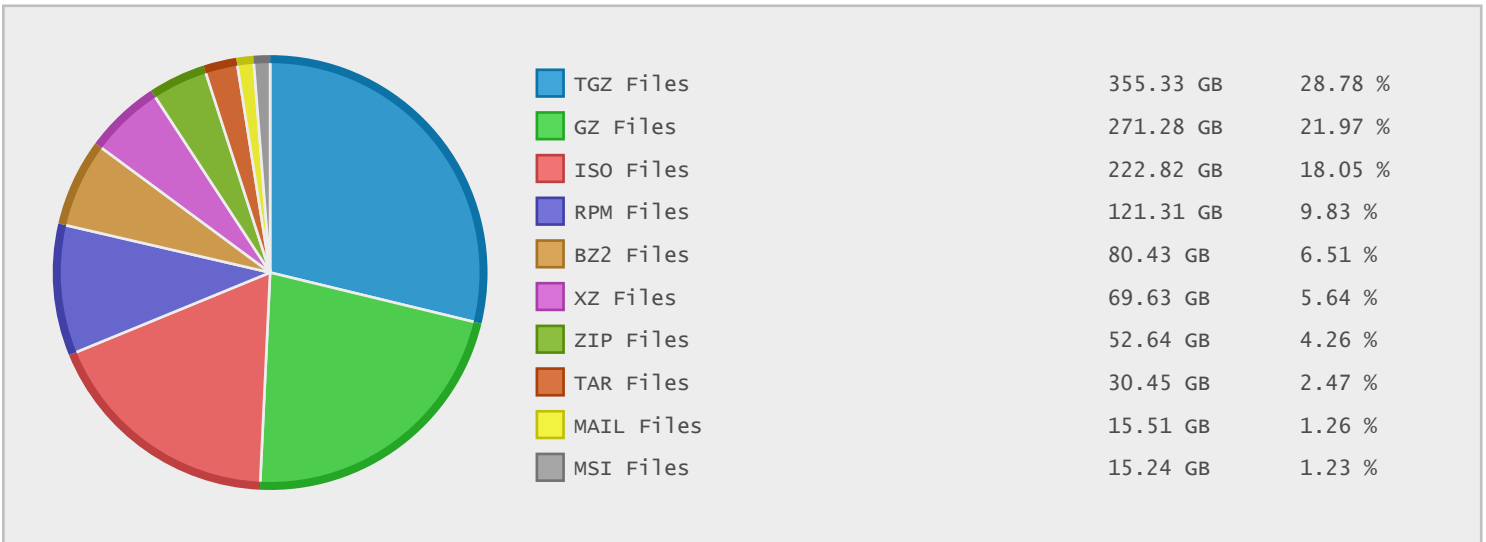 TGZ Files 355.33 GB 28.78 %
GZ Files 271.28 GB 21.97 %
ISO Files 222.82 GB 18.05 %
RPM Files 121.31 GB 9.83 %
BZ2 Files 80.43 GB 6.51 %
XZ Files 69.63 GB 5.64 %
ZIP Files 52.64 GB 4.26 %
TAR Files 30.45 GB 2.47 %
MAIL Files 15.51 GB 1.26 %
MSI Files 15.24 GB 1.23 %